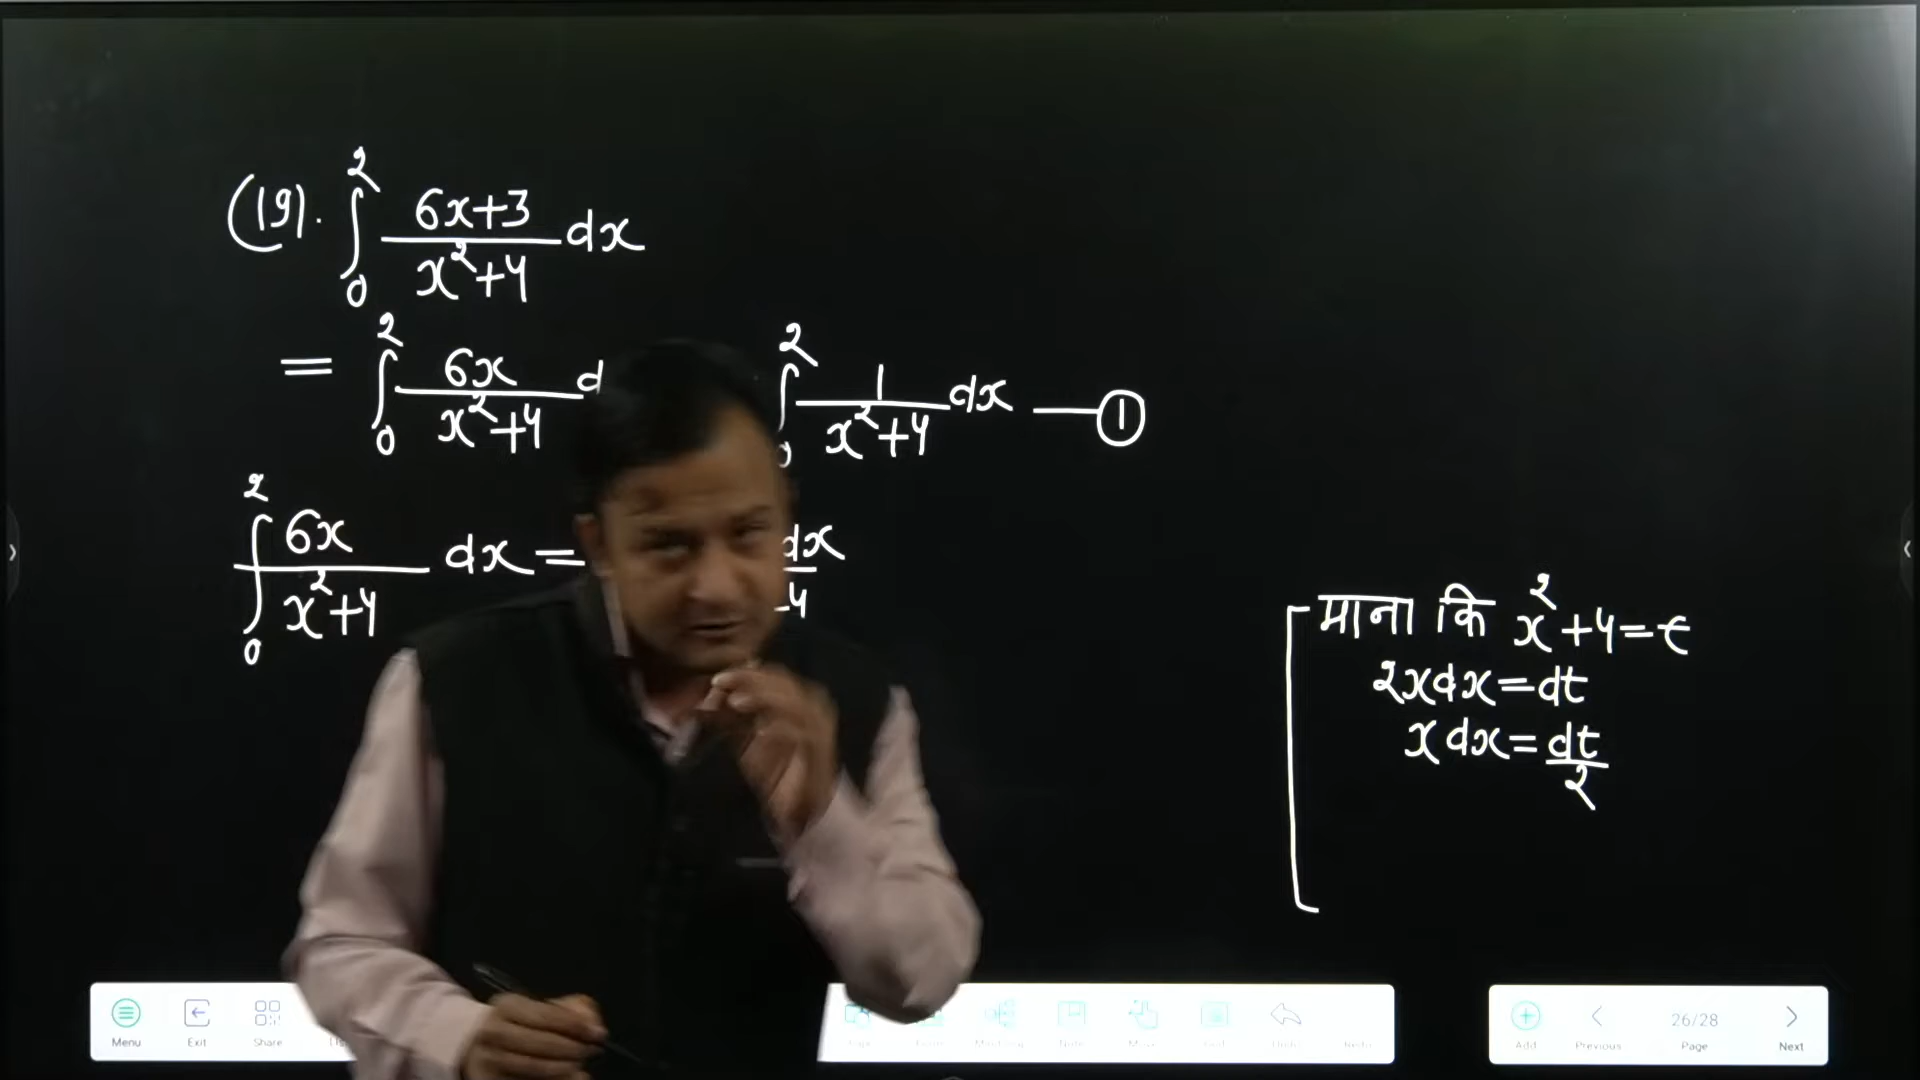 (19). ∫₀² 6x+3/x²+4 dx
= ∫₀² 6x/x²+4 d ∫₀² 1/x²+4 dx —①
∫₀² 6x/x²+4 dx = dx/4
माना कि x²+4=t
2xdx=dt
xdx=dt/2
Menu Exit Share
Add Previous 26/28 Page Next